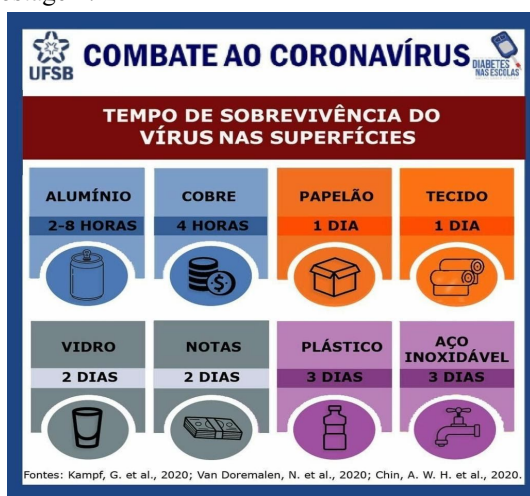 UFSB
COMBATE AO CORONAVÍRUS
DIABETES
NAS ESCOLAS
TEMPO DE SOBREVIVÊNCIA DO
VÍRUS NAS SUPERFÍCIES
ALUMÍNIO
2-8 HORAS
COBRE
4 HORAS
$
PAPELÃO
1 DIA
TECIDO
1 DIA
VIDRO
2 DIAS
NOTAS
2 DIAS
PLÁSTICO
3 DIAS
AÇO
INOXIDÁVEL
3 DIAS
Fontes: Kampf, G. et al., 2020; Van Doremalen, N. et al., 2020; Chin, A. W. H. et al., 2020.